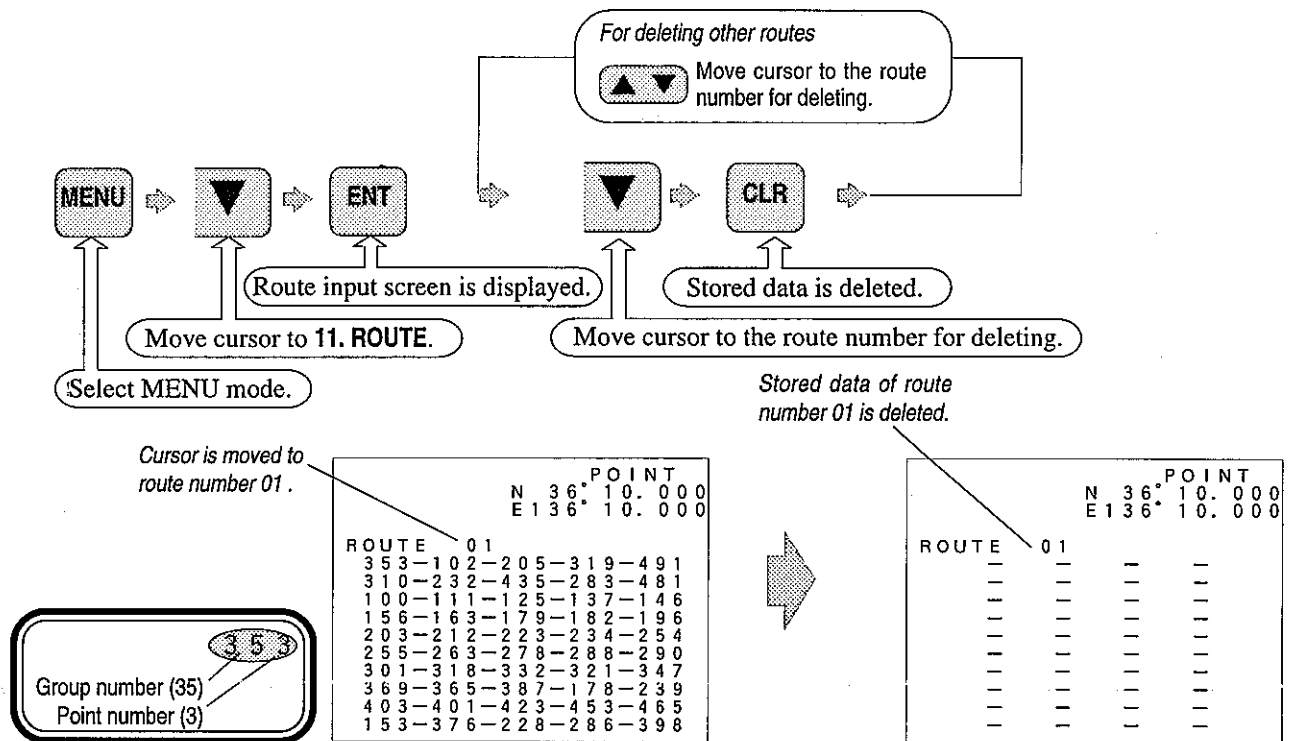 For deleting other routes
▲ ▼ Move cursor to the route
number for deleting.
MENU ▼ ENT ▼ CLR
Route input screen is displayed.
Stored data is deleted.
Move cursor to 11. ROUTE.
Move cursor to the route number for deleting.
Select MENU mode.
Stored data of route
number 01 is deleted.
Cursor is moved to
route number 01 .
POINT
N 36° 10. 000
E136° 10. 000
ROUTE 01
353－102－205－319－491
310－232－435－283－481
100－111－125－137－146
156－163－179－182－196
203－212－223－234－254
255－263－278－288－290
301－318－332－321－347
369－365－387－178－239
403－401－423－453－465
153－376－228－286－398
POINT
N 36° 10. 000
E136° 10. 000
ROUTE 01
－ － － －
－ － － －
－ － － －
－ － － －
－ － － －
－ － － －
－ － － －
－ － － －
－ － － －
－ － － －
353
Group number (35)
Point number (3)